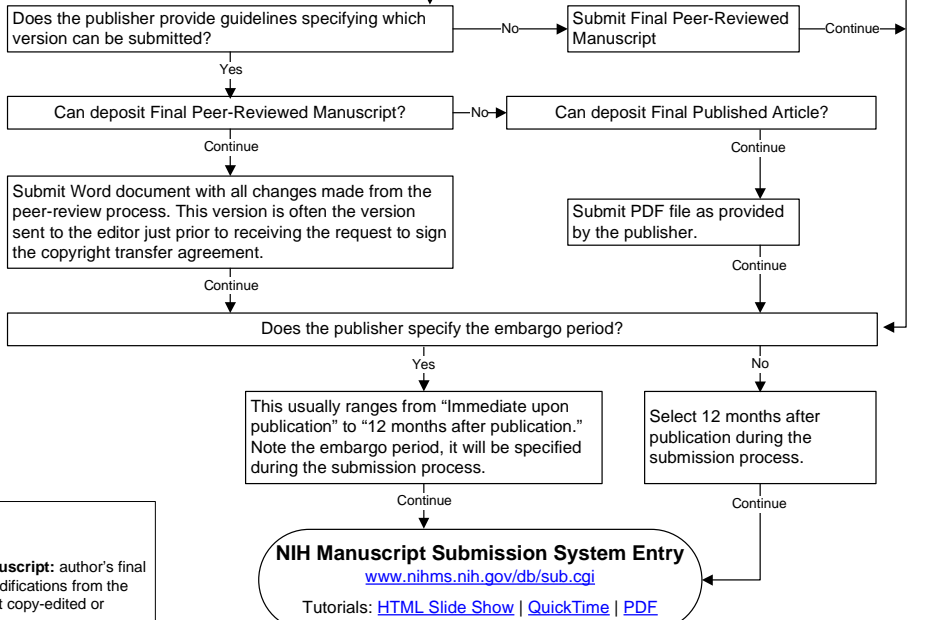 Does the publisher provide guidelines specifying which
version can be submitted?
No
Submit Final Peer-Reviewed
Manuscript
Continue
Yes
Can deposit Final Peer-Reviewed Manuscript?
No
Can deposit Final Published Article?
Continue
Continue
Submit Word document with all changes made from the
peer-review process. This version is often the version
sent to the editor just prior to receiving the request to sign
the copyright transfer agreement.
Submit PDF file as provided
by the publisher.
Continue
Continue
Does the publisher specify the embargo period?
Yes
No
This usually ranges from “Immediate upon
publication” to “12 months after publication.”
Note the embargo period, it will be specified
during the submission process.
Select 12 months after
publication during the
submission process.
Continue
Continue
NIH Manuscript Submission System Entry
www.nihms.nih.gov/db/sub.cgi
Tutorials: HTML Slide Show | QuickTime | PDF
uscript: author’s final
difications from the
t copy-edited or